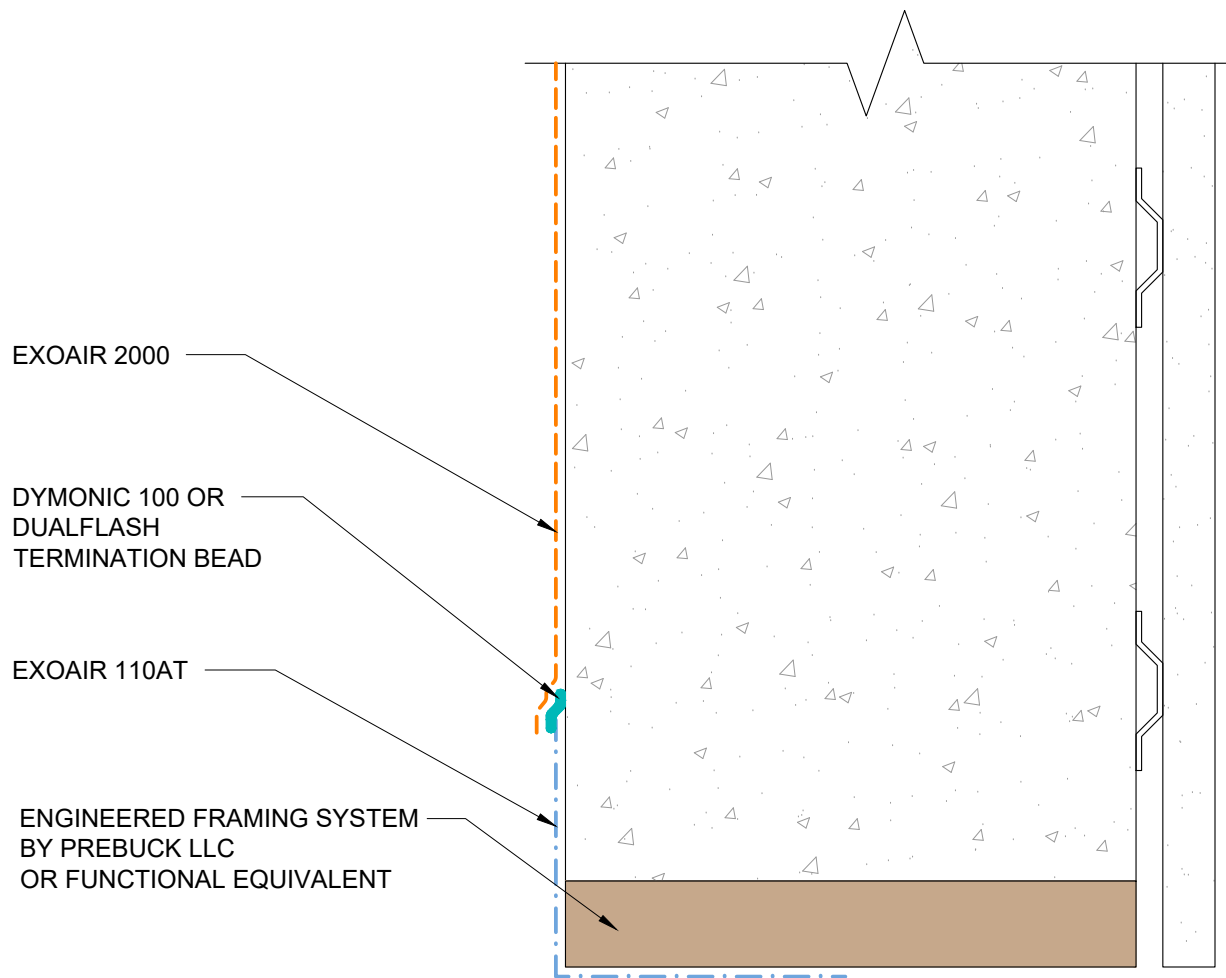 EXOAIR 2000
DYMONIC 100 OR
DUALFLASH
TERMINATION BEAD
EXOAIR 110AT
ENGINEERED FRAMING SYSTEM
BY PREBUCK LLC
OR FUNCTIONAL EQUIVALENT